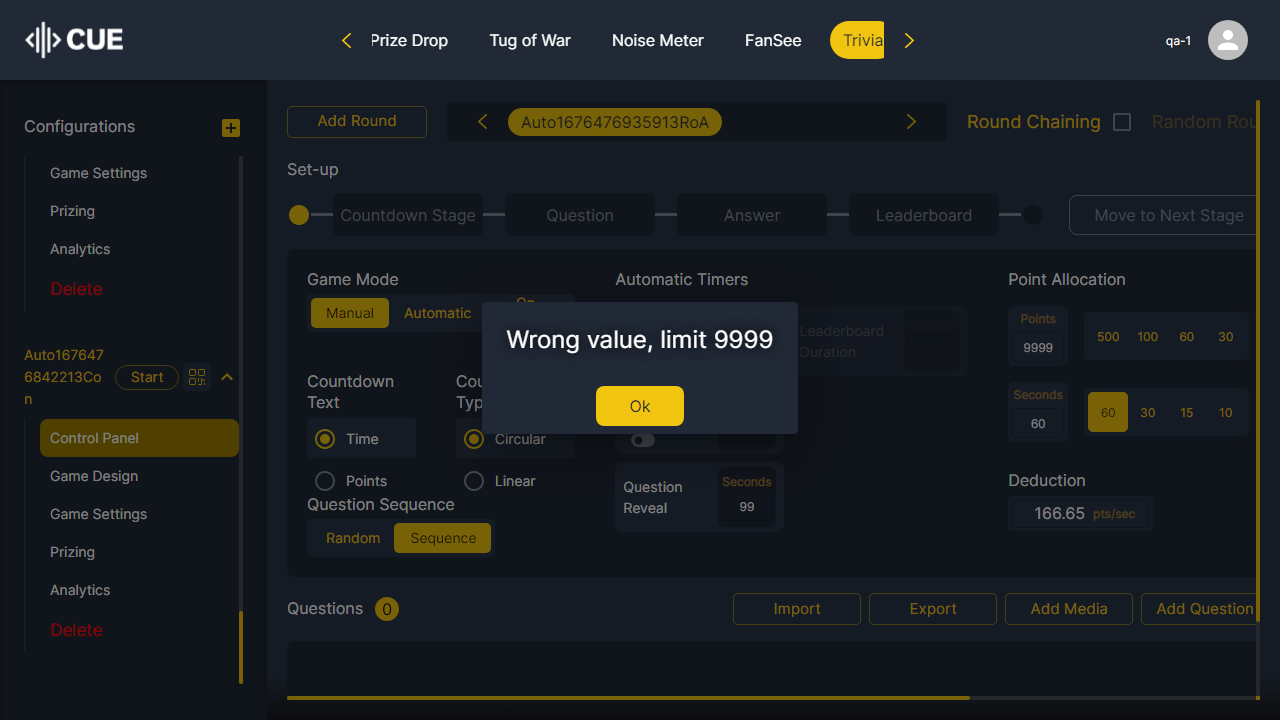 CUE
Prize Drop
Tug of War
Noise Meter
FanSee
Trivia
qa-1
Configurations
Game Settings
Prizing
Analytics
Delete
Auto167647
6842213Co
n
Start
Control Panel
Game Design
Game Settings
Prizing
Analytics
Delete
Add Round
Auto1676476935913RoA
Round Chaining
Random Rou
Set-up
Countdown Stage
Question
Answer
Leaderboard
Move to Next Stage
Game Mode
Manual
Automatic
Countdown
Text
Time
Points
Circular
Linear
Question Sequence
Random
Sequence
Automatic Timers
Leaderboard
Duration
Question
Reveal
Seconds
99
Wrong value, limit 9999
Ok
Point Allocation
Points
9999
500
100
60
30
Seconds
60
60
30
15
10
Deduction
166.65 pts/sec
Questions
0
Import
Export
Add Media
Add Question